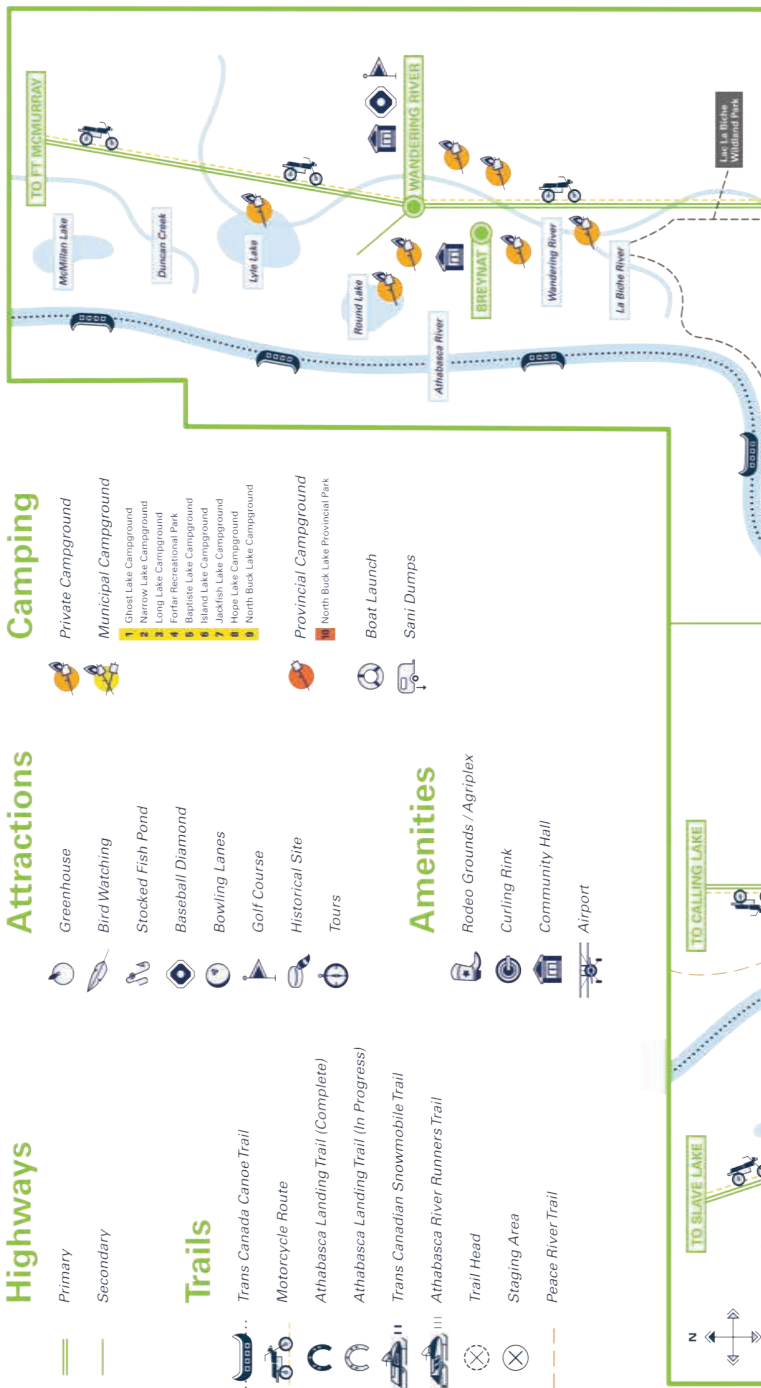 Highways
Primary
Secondary
Trails
Trans Canada Canoe Trail
Motorcycle Route
Athabasca Landing Trail (Complete)
Athabasca Landing Trail (In Progress)
Trans Canadian Snowmobile Trail
Athabasca River Runners Trail
Trail Head
Staging Area
Peace River Trail
Attractions
Greenhouse
Bird Watching
Stocked Fish Pond
Baseball Diamond
Bowling Lanes
Golf Course
Historical Site
Tours
Amenities
Rodeo Grounds / Agriplex
Curling Rink
Community Hall
Airport
Camping
Private Campground
Municipal Campground
1 Ghost Lake Campground
2 Narrow Lake Campground
3 Long Lake Campground
4 Forfar Recreational Park
5 Baptiste Lake Campground
6 Island Lake Campground
7 Jackfish Lake Campground
8 Hope Lake Campground
9 North Buck Lake Campground
Provincial Campground
10 North Buck Lake Provincial Park
Boat Launch
Sani Dumps
TO FT MCMURRAY
McMillan Lake
Duncan Creek
Lyle Lake
Round Lake
WANDERING RIVER
BREYNAT
Athabasca River
Wandering River
La Biche River
Lac La Biche
Wildland Park
N
TO SLAVE LAKE
TO CALLING LAKE